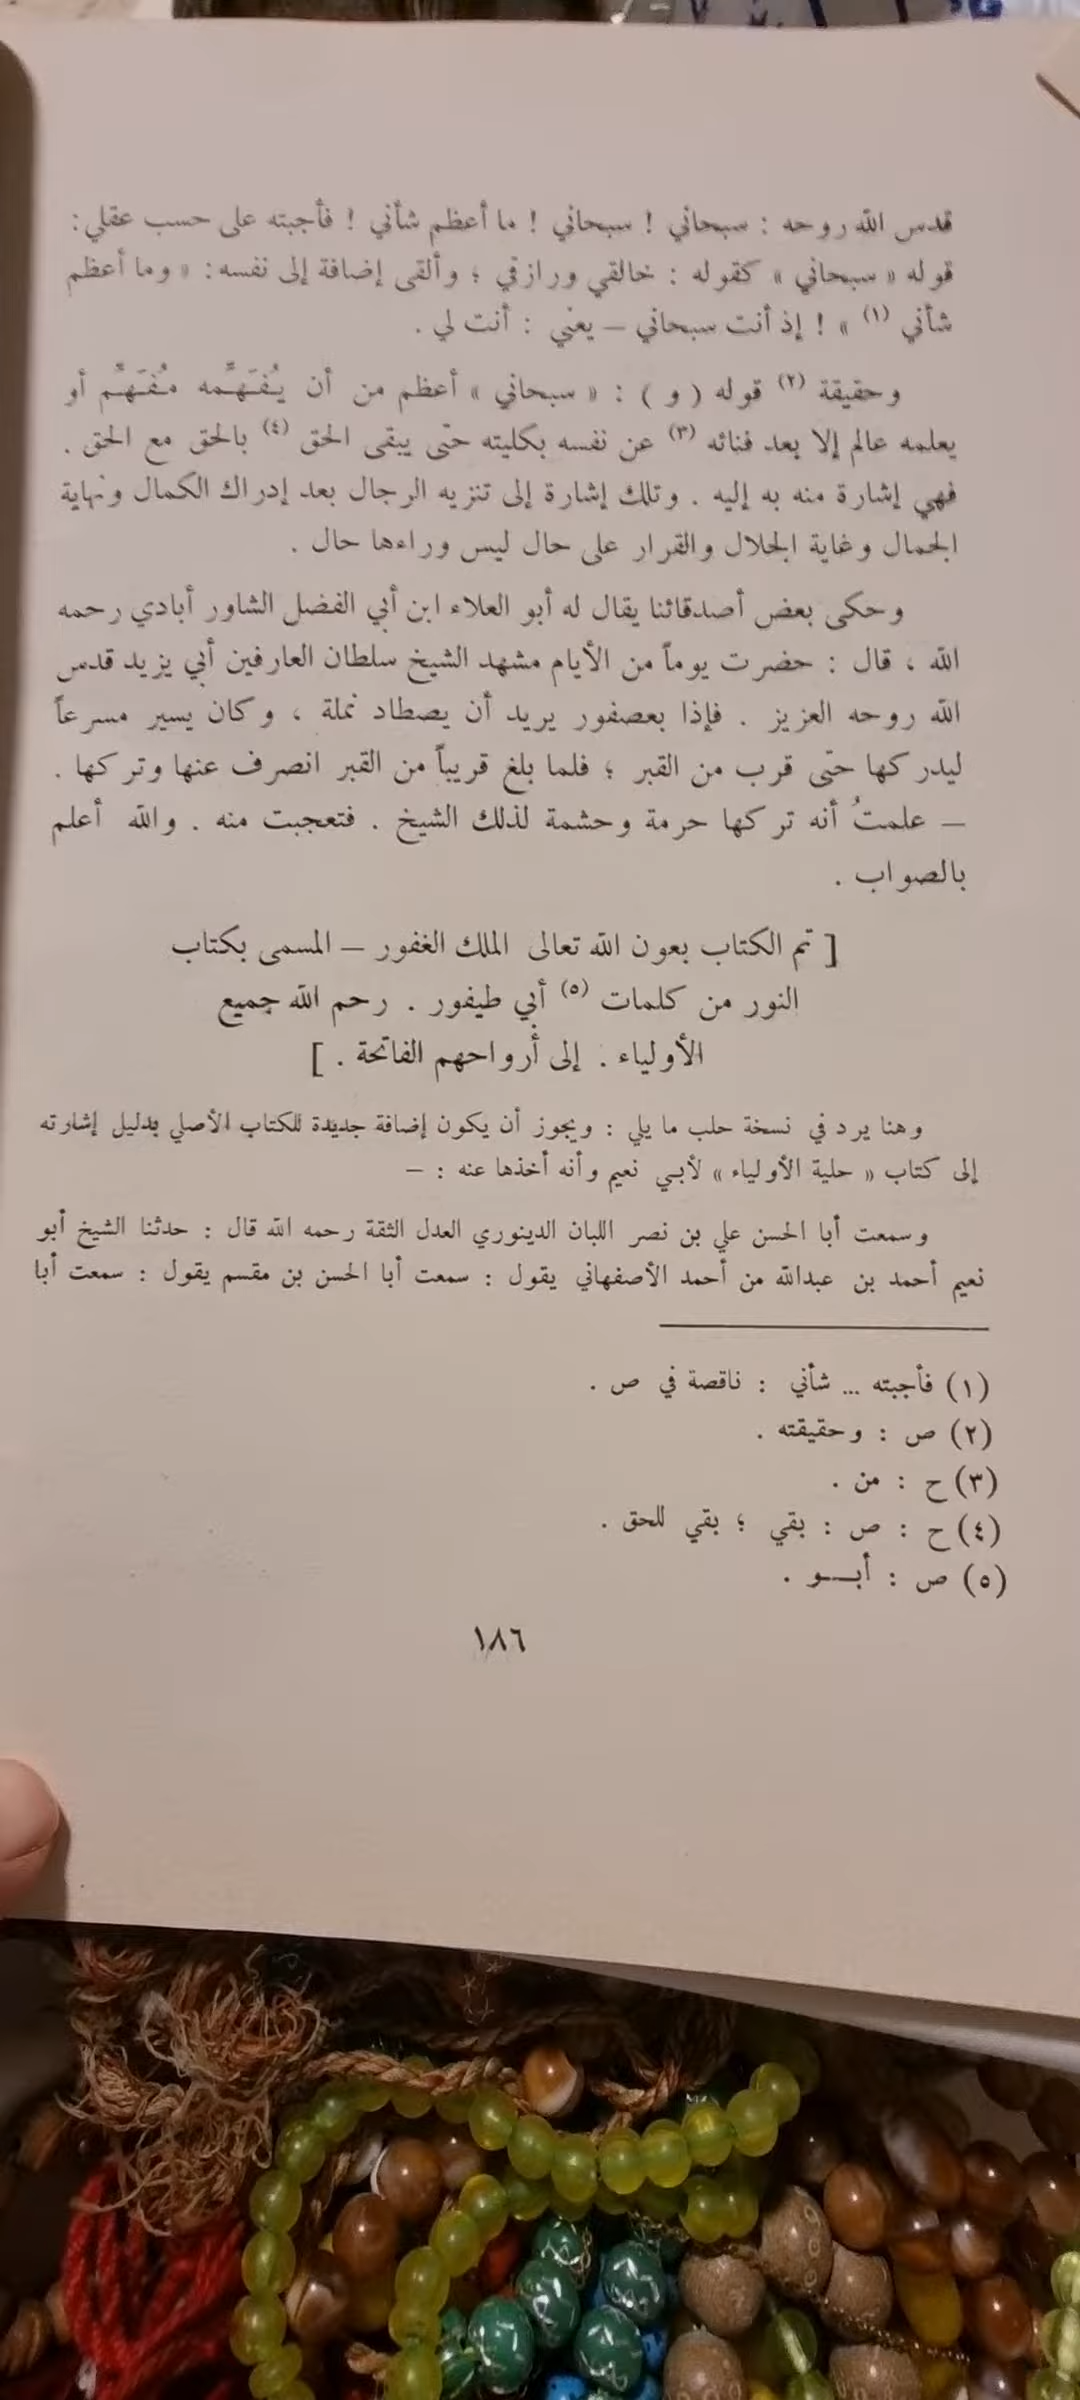 قدس الله روحه : سبحاني ! سبحاني ! ما أعظم شأني ! فأجبته على حسب عقلي :
قوله « سبحاني » كقوله : خالقي ورازقي ؛ وألقى إضافة إلى نفسه : « وما أعظم
شأني (١) » ! إذ أنت سبحاني — يعني : أنت لي .
وحقيقة (٢) قوله ( و ) : « سبحاني » أعظم من أن يُفَهِّمه مُفَهِّم أو
يعلمه عالم إلا بعد فنائه (٣) عن نفسه بكليته حتى يبقى الحق (٤) بالحق مع الحق .
فهي إشارة منه به إليه . وتلك إشارة إلى تنزيه الرجال بعد إدراك الكمال ونهاية
الجمال وغاية الجلال والقرار على حال ليس وراءها حال .
وحكى بعض أصدقائنا يقال له أبو العلاء ابن أبي الفضل الشاور أبادي رحمه
الله ، قال : حضرت يوماً من الأيام مشهد الشيخ سلطان العارفين أبي يزيد قدس
الله روحه العزيز . فإذا بعصفور يريد أن يصطاد نملة ، وكان يسير مسرعاً
ليدركها حتى قرب من القبر ؛ فلما بلغ قريباً من القبر انصرف عنها وتركها .
— علمتُ أنه تركها حرمة وحشمة لذلك الشيخ . فتعجبت منه . والله أعلم
بالصواب .
[ تم الكتاب بعون الله تعالى الملك الغفور — المسمى بكتاب
النور من كلمات (٥) أبي طيفور . رحم الله جميع
الأولياء . إلى أرواحهم الفاتحة . ]
وهنا يرد في نسخة حلب ما يلي : ويجوز أن يكون إضافة جديدة للكتاب الأصلي بدليل إشارته
إلى كتاب « حلية الأولياء » لأبي نعيم وأنه أخذها عنه : —
وسمعت أبا الحسن علي بن نصر اللبان الدينوري العدل الثقة رحمه الله قال : حدثنا الشيخ أبو
نعيم أحمد بن عبدالله من أحمد الأصفهاني يقول : سمعت أبا الحسن بن مقسم يقول : سمعت أبا
(١) فأجبته ... شأني : ناقصة في ص .
(٢) ص : وحقيقته .
(٣) ح : من .
(٤) ح : ص : بقي ؛ بقي للحق .
(٥) ص : أبـــو .
١٨٦